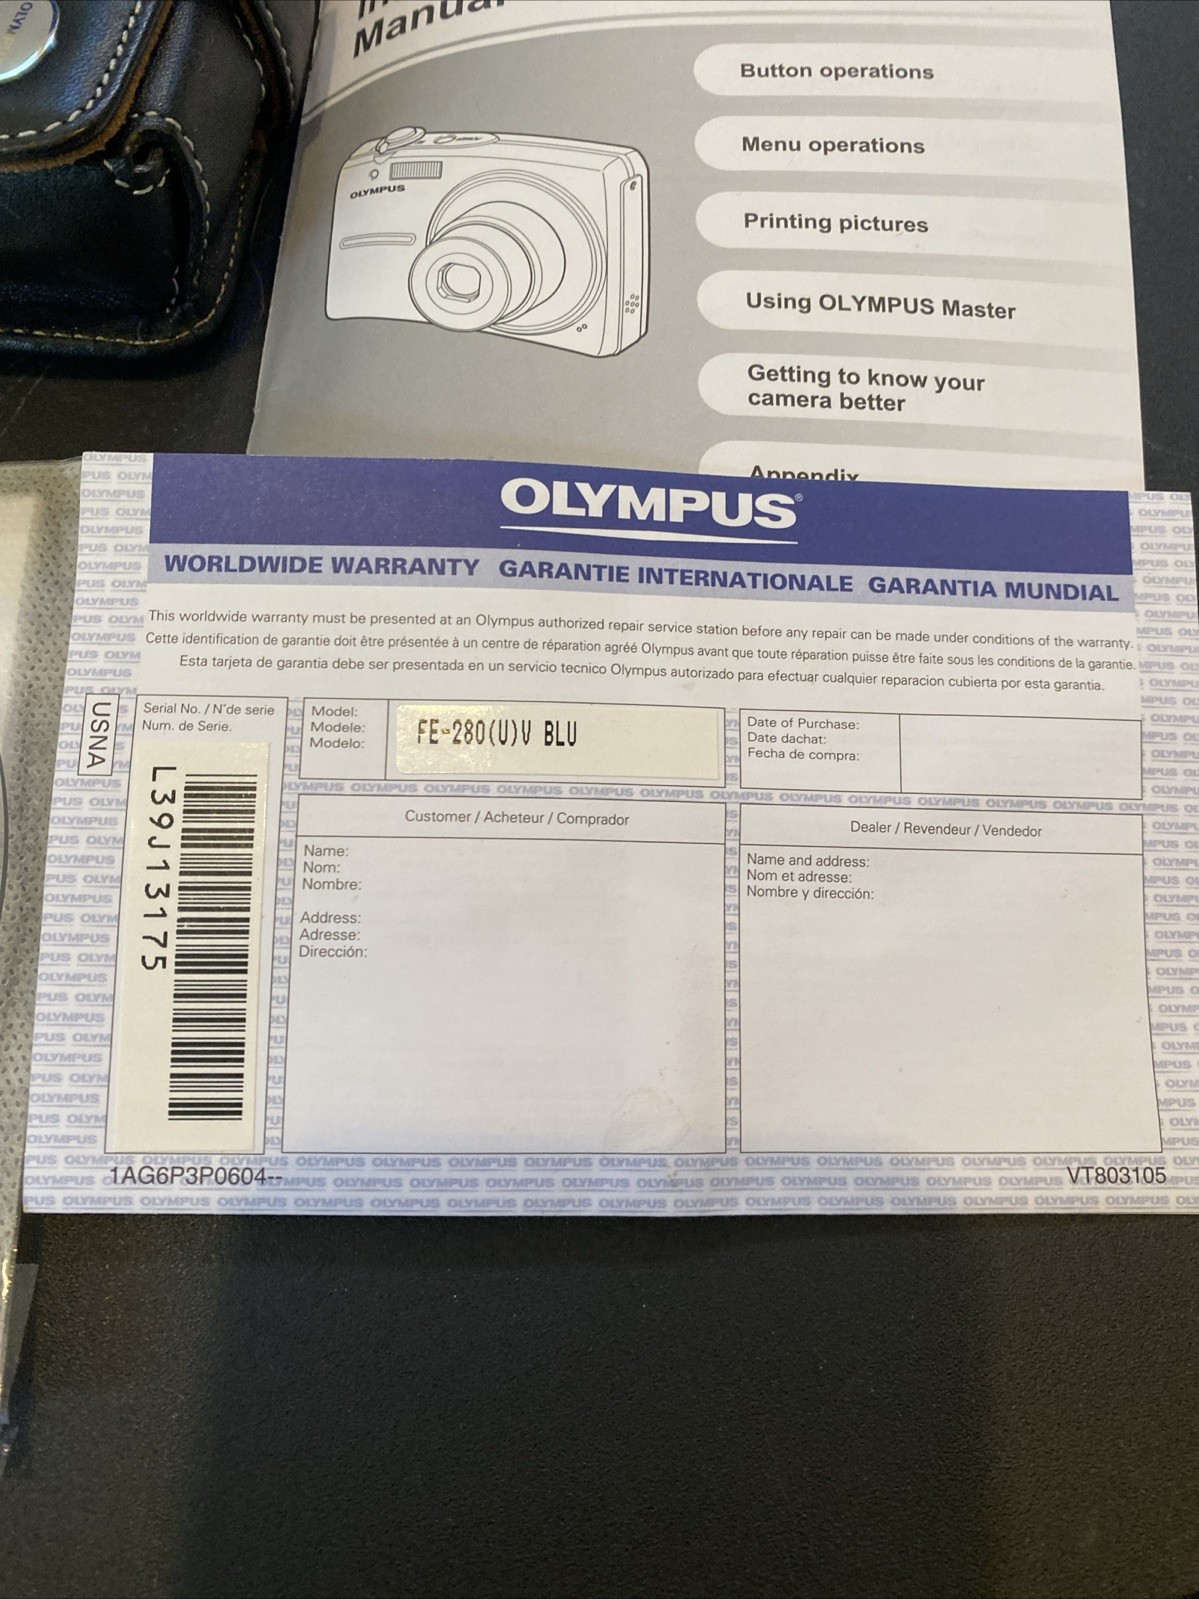 Manual
Button operations
Menu operations
OLYMPUS
Printing pictures
Using OLYMPUS Master
Getting to know your
camera better
Appendix
OLYMPUS®
WORLDWIDE WARRANTY GARANTIE INTERNATIONALE GARANTIA MUNDIAL
This worldwide warranty must be presented at an Olympus authorized repair service station before any repair can be made under conditions of the warranty.
Cette identification de garantie doit être présentée à un centre de réparation agréé Olympus avant que toute réparation puisse être faite sous les conditions de la garantie.
Esta tarjeta de garantia debe ser presentada en un servicio tecnico Olympus autorizado para efectuar cualquier reparacion cubierta por esta garantia.
USNA
Serial No. / N°de serie
Num. de Serie.
L39J13175
Model:
Modele:
Modelo:
FE-280(U)V BLU
Date of Purchase:
Date dachat:
Fecha de compra:
Customer / Acheteur / Comprador
Name:
Nom:
Nombre:
Address:
Adresse:
Dirección:
Dealer / Revendeur / Vendedor
Name and address:
Nom et adresse:
Nombre y dirección:
1AG6P3P0604--
VT803105